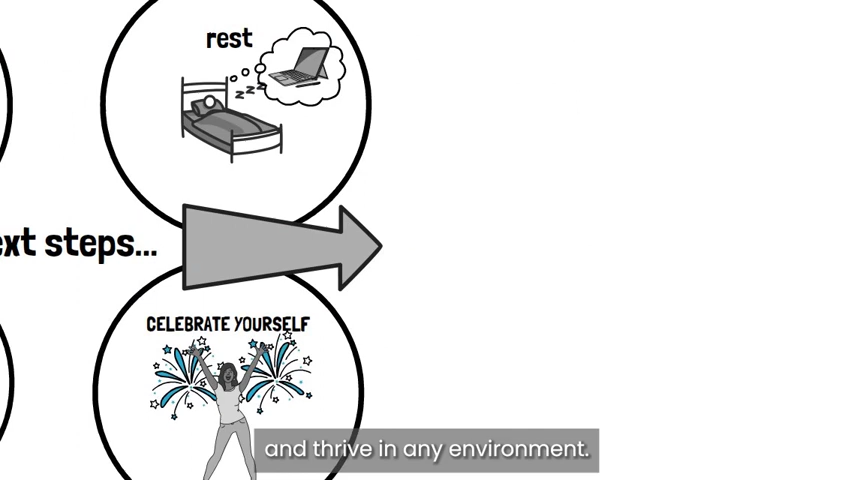 rest
z z z
ext steps...
CELEBRATE YOURSELF
and thrive in any environment.